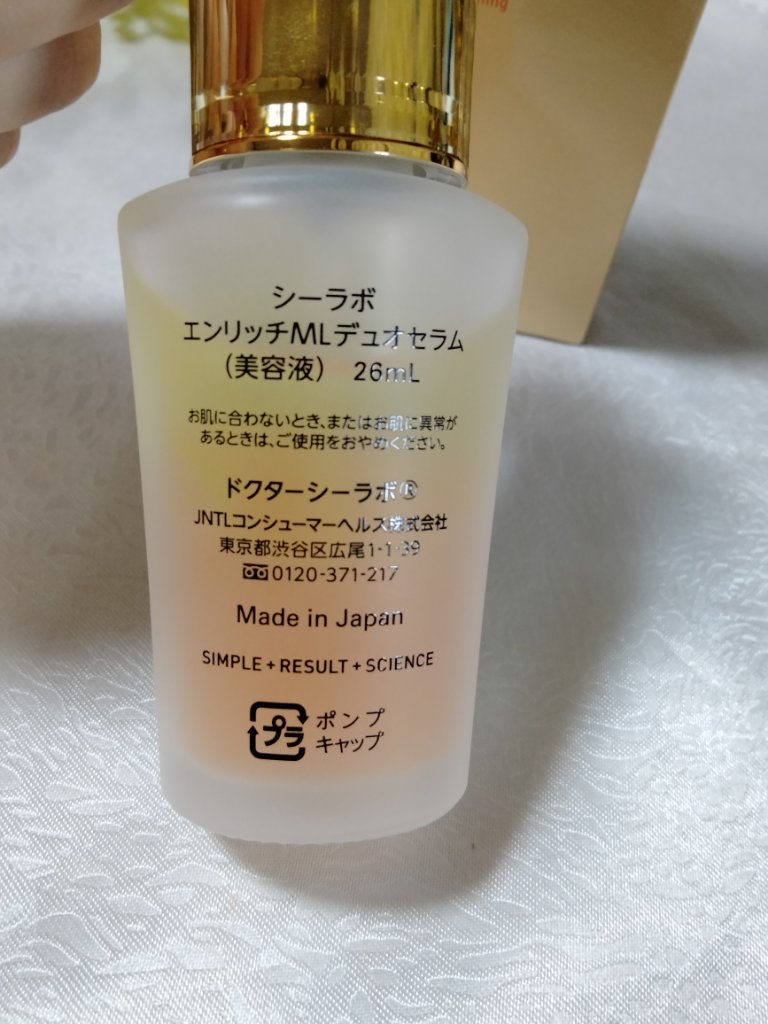 ning
シーラボ
エンリッチMLデュオセラム
（美容液） 26mL
お肌に合わないとき、またはお肌に異常が
あるときは、ご使用をおやめください。
ドクターシーラボ®
JNTLコンシューマーヘルス株式会社
東京都渋谷区広尾1-1-39
0120-371-217
Made in Japan
SIMPLE + RESULT + SCIENCE
プラ ポンプ
キャップ